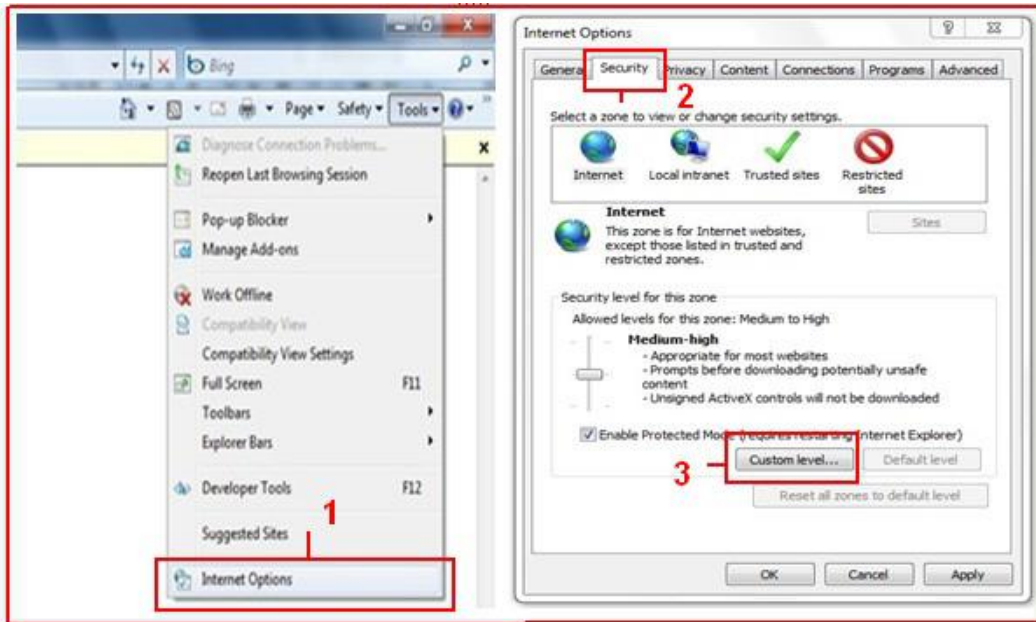 Bing
Page Safety Tools
Diagnose Connection Problems...
Reopen Last Browsing Session
Pop-up Blocker
Manage Add-ons
Work Offline
Compatibility View
Compatibility View Settings
Full Screen F11
Toolbars
Explorer Bars
Developer Tools F12
1
Suggested Sites
Internet Options
Internet Options
General Security Privacy Content Connections Programs Advanced
2
Select a zone to view or change security settings.
Internet Local intranet Trusted sites Restricted
sites
Internet
Sites
This zone is for Internet websites,
except those listed in trusted and
restricted zones.
Security level for this zone
Allowed levels for this zone: Medium to High
Medium-high
- Appropriate for most websites
- Prompts before downloading potentially unsafe
content
- Unsigned ActiveX controls will not be downloaded
Enable Protected Mode (requires restarting Internet Explorer)
3
Custom level... Default level
Reset all zones to default level
OK Cancel Apply